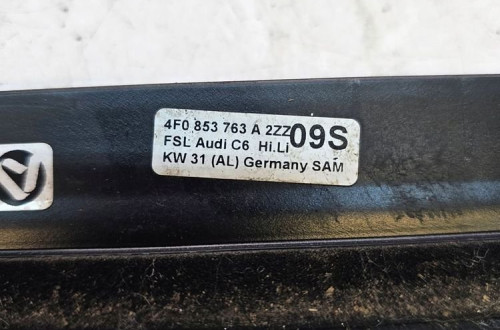 4F0 853 763 A 2ZZ 09S
FSL Audi C6 Hi.Li
KW 31 (AL) Germany SAM